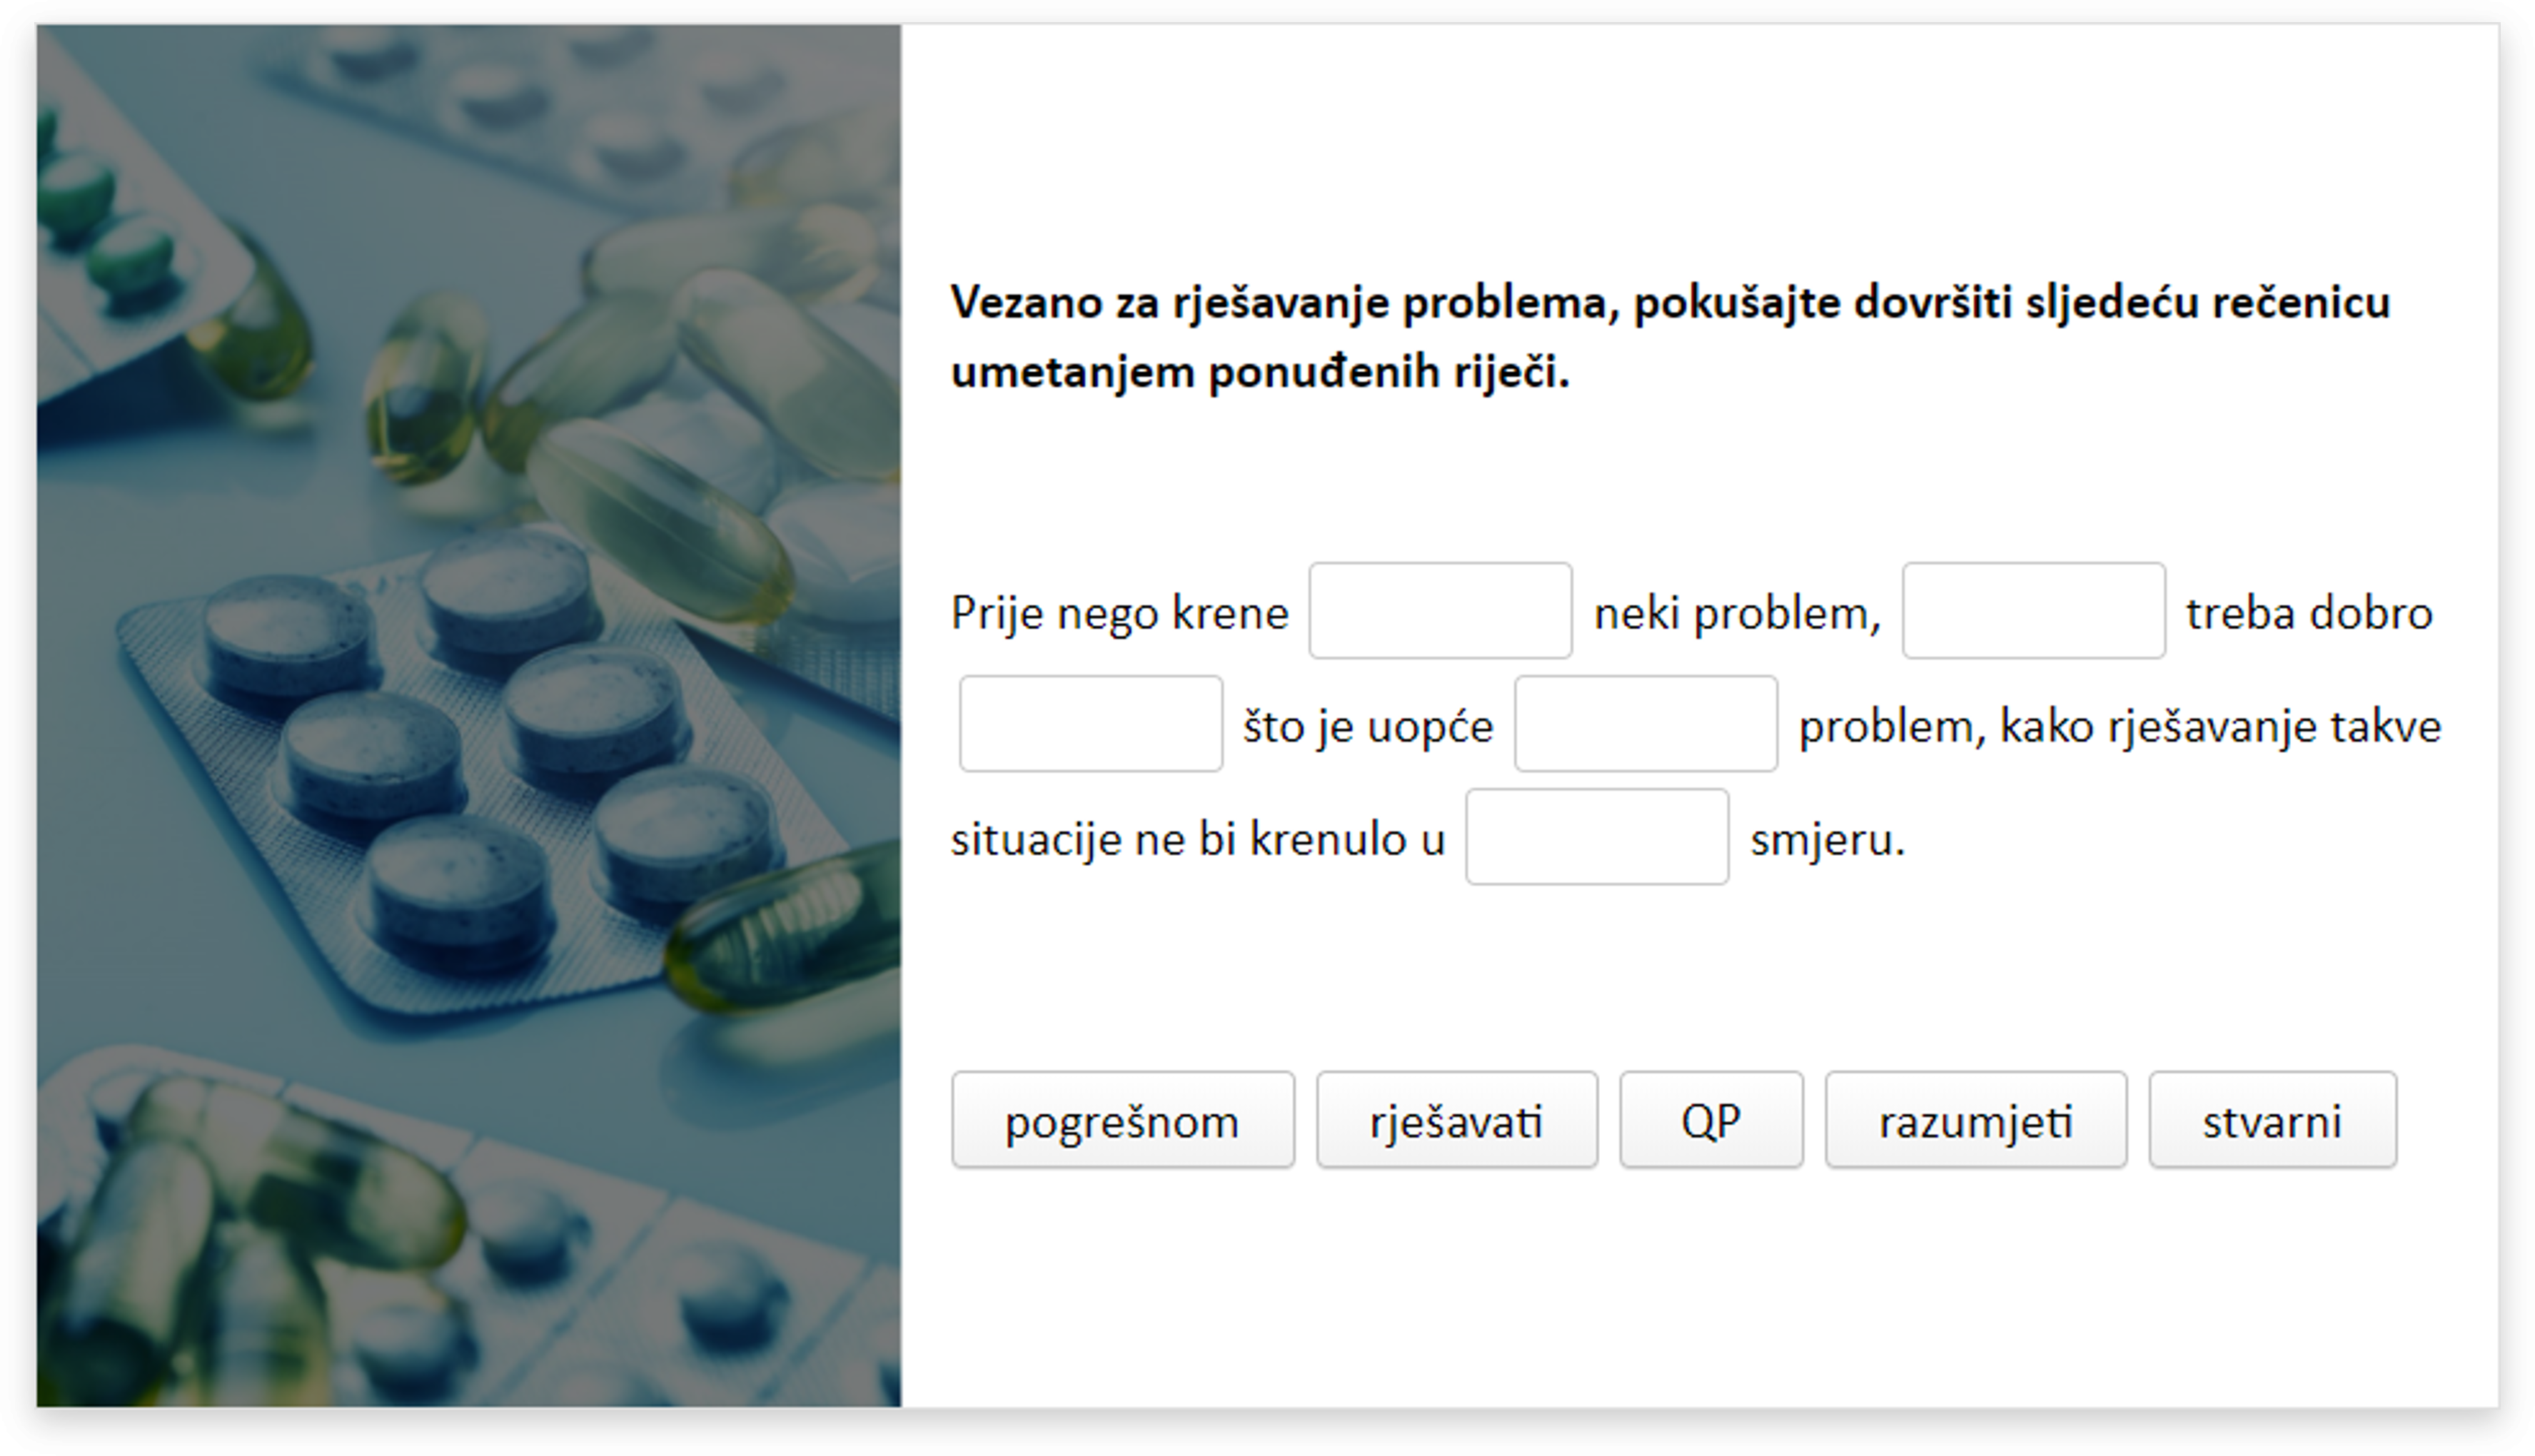 Vezano za rješavanje problema, pokušajte dovršiti sljedeću rečenicu
umetanjem ponuđenih riječi.
Prije nego krene neki problem, treba dobro
što je uopće problem, kako rješavanje takve
situacije ne bi krenulo u smjeru.
pogrešnom rješavati QP razumjeti stvarni